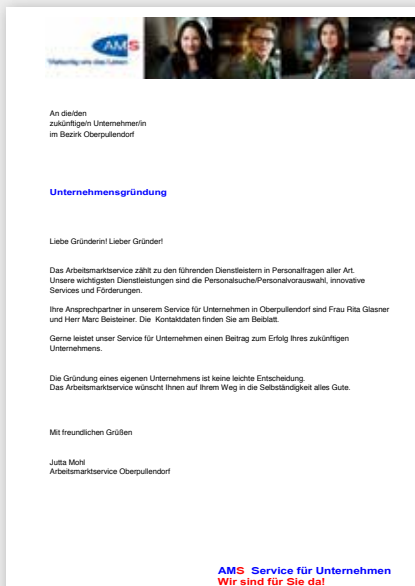 AMS
Vielseitig wie das Leben
An die/den
zukünftige/n Unternehmer/in
im Bezirk Oberpullendorf
Unternehmensgründung
Liebe Gründerin! Lieber Gründer!
Das Arbeitsmarktservice zählt zu den führenden Dienstleistern in Personalfragen aller Art.
Unsere wichtigsten Dienstleistungen sind die Personalsuche/Personalvorauswahl, innovative
Services und Förderungen.
Ihre Ansprechpartner in unserem Service für Unternehmen in Oberpullendorf sind Frau Rita Glasner
und Herr Marc Beisteiner. Die Kontaktdaten finden Sie am Beiblatt.
Gerne leistet unser Service für Unternehmen einen Beitrag zum Erfolg Ihres zukünftigen
Unternehmens.
Die Gründung eines eigenen Unternehmens ist keine leichte Entscheidung.
Das Arbeitsmarktservice wünscht Ihnen auf Ihrem Weg in die Selbständigkeit alles Gute.
Mit freundlichen Grüßen
Jutta Mohl
Arbeitsmarktservice Oberpullendorf
AMS Service für Unternehmen
Wir sind für Sie da!